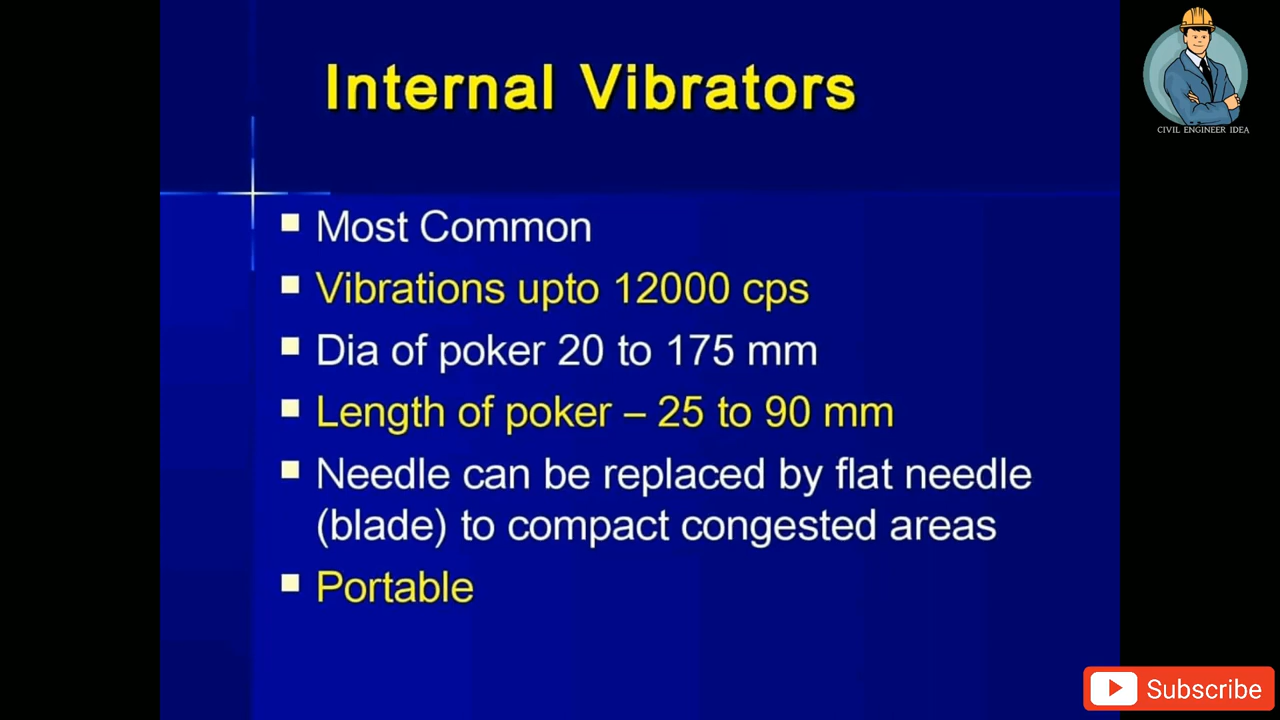 Internal Vibrators
CIVIL ENGINEER IDEA
Most Common
Vibrations upto 12000 cps
Dia of poker 20 to 175 mm
Length of poker – 25 to 90 mm
Needle can be replaced by flat needle
(blade) to compact congested areas
Portable
Subscribe